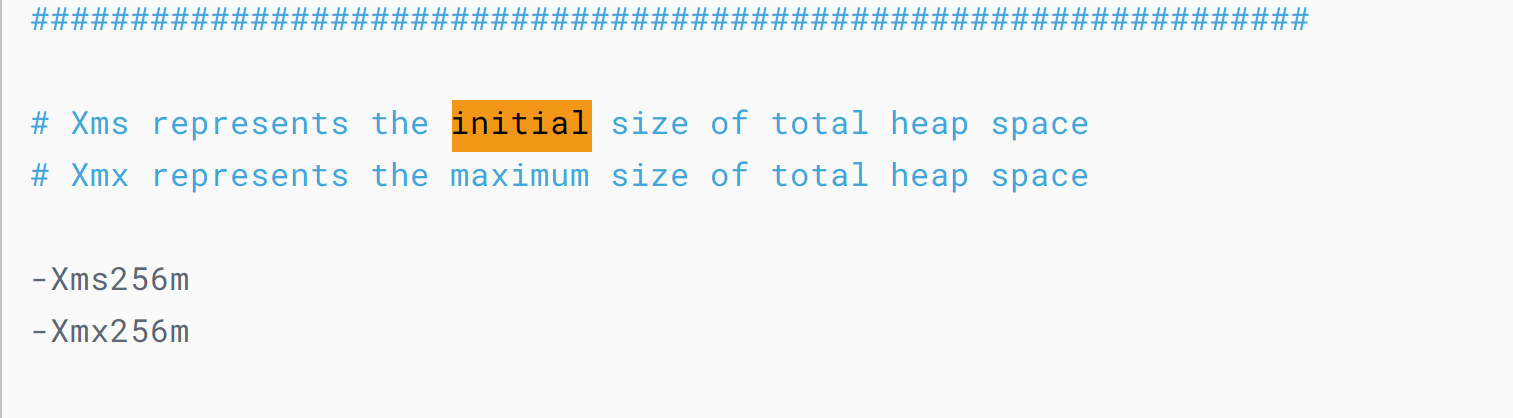 ################################################################
# Xms represents the initial size of total heap space
# Xmx represents the maximum size of total heap space
-Xms256m
-Xmx256m